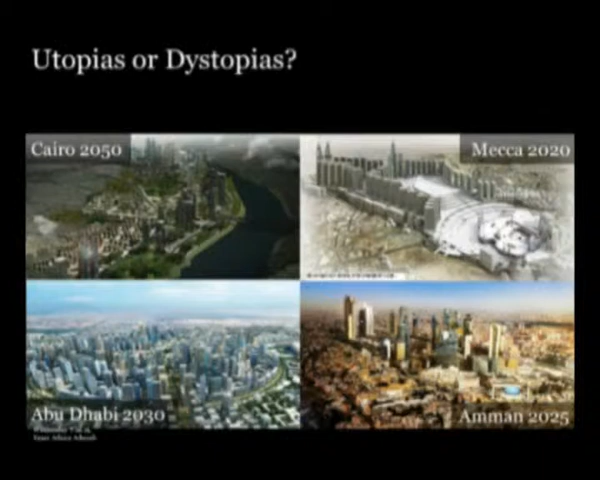 Utopias or Dystopias?
Cairo 2050
Mecca 2020
Abu Dhabi 2030
Amman 2025